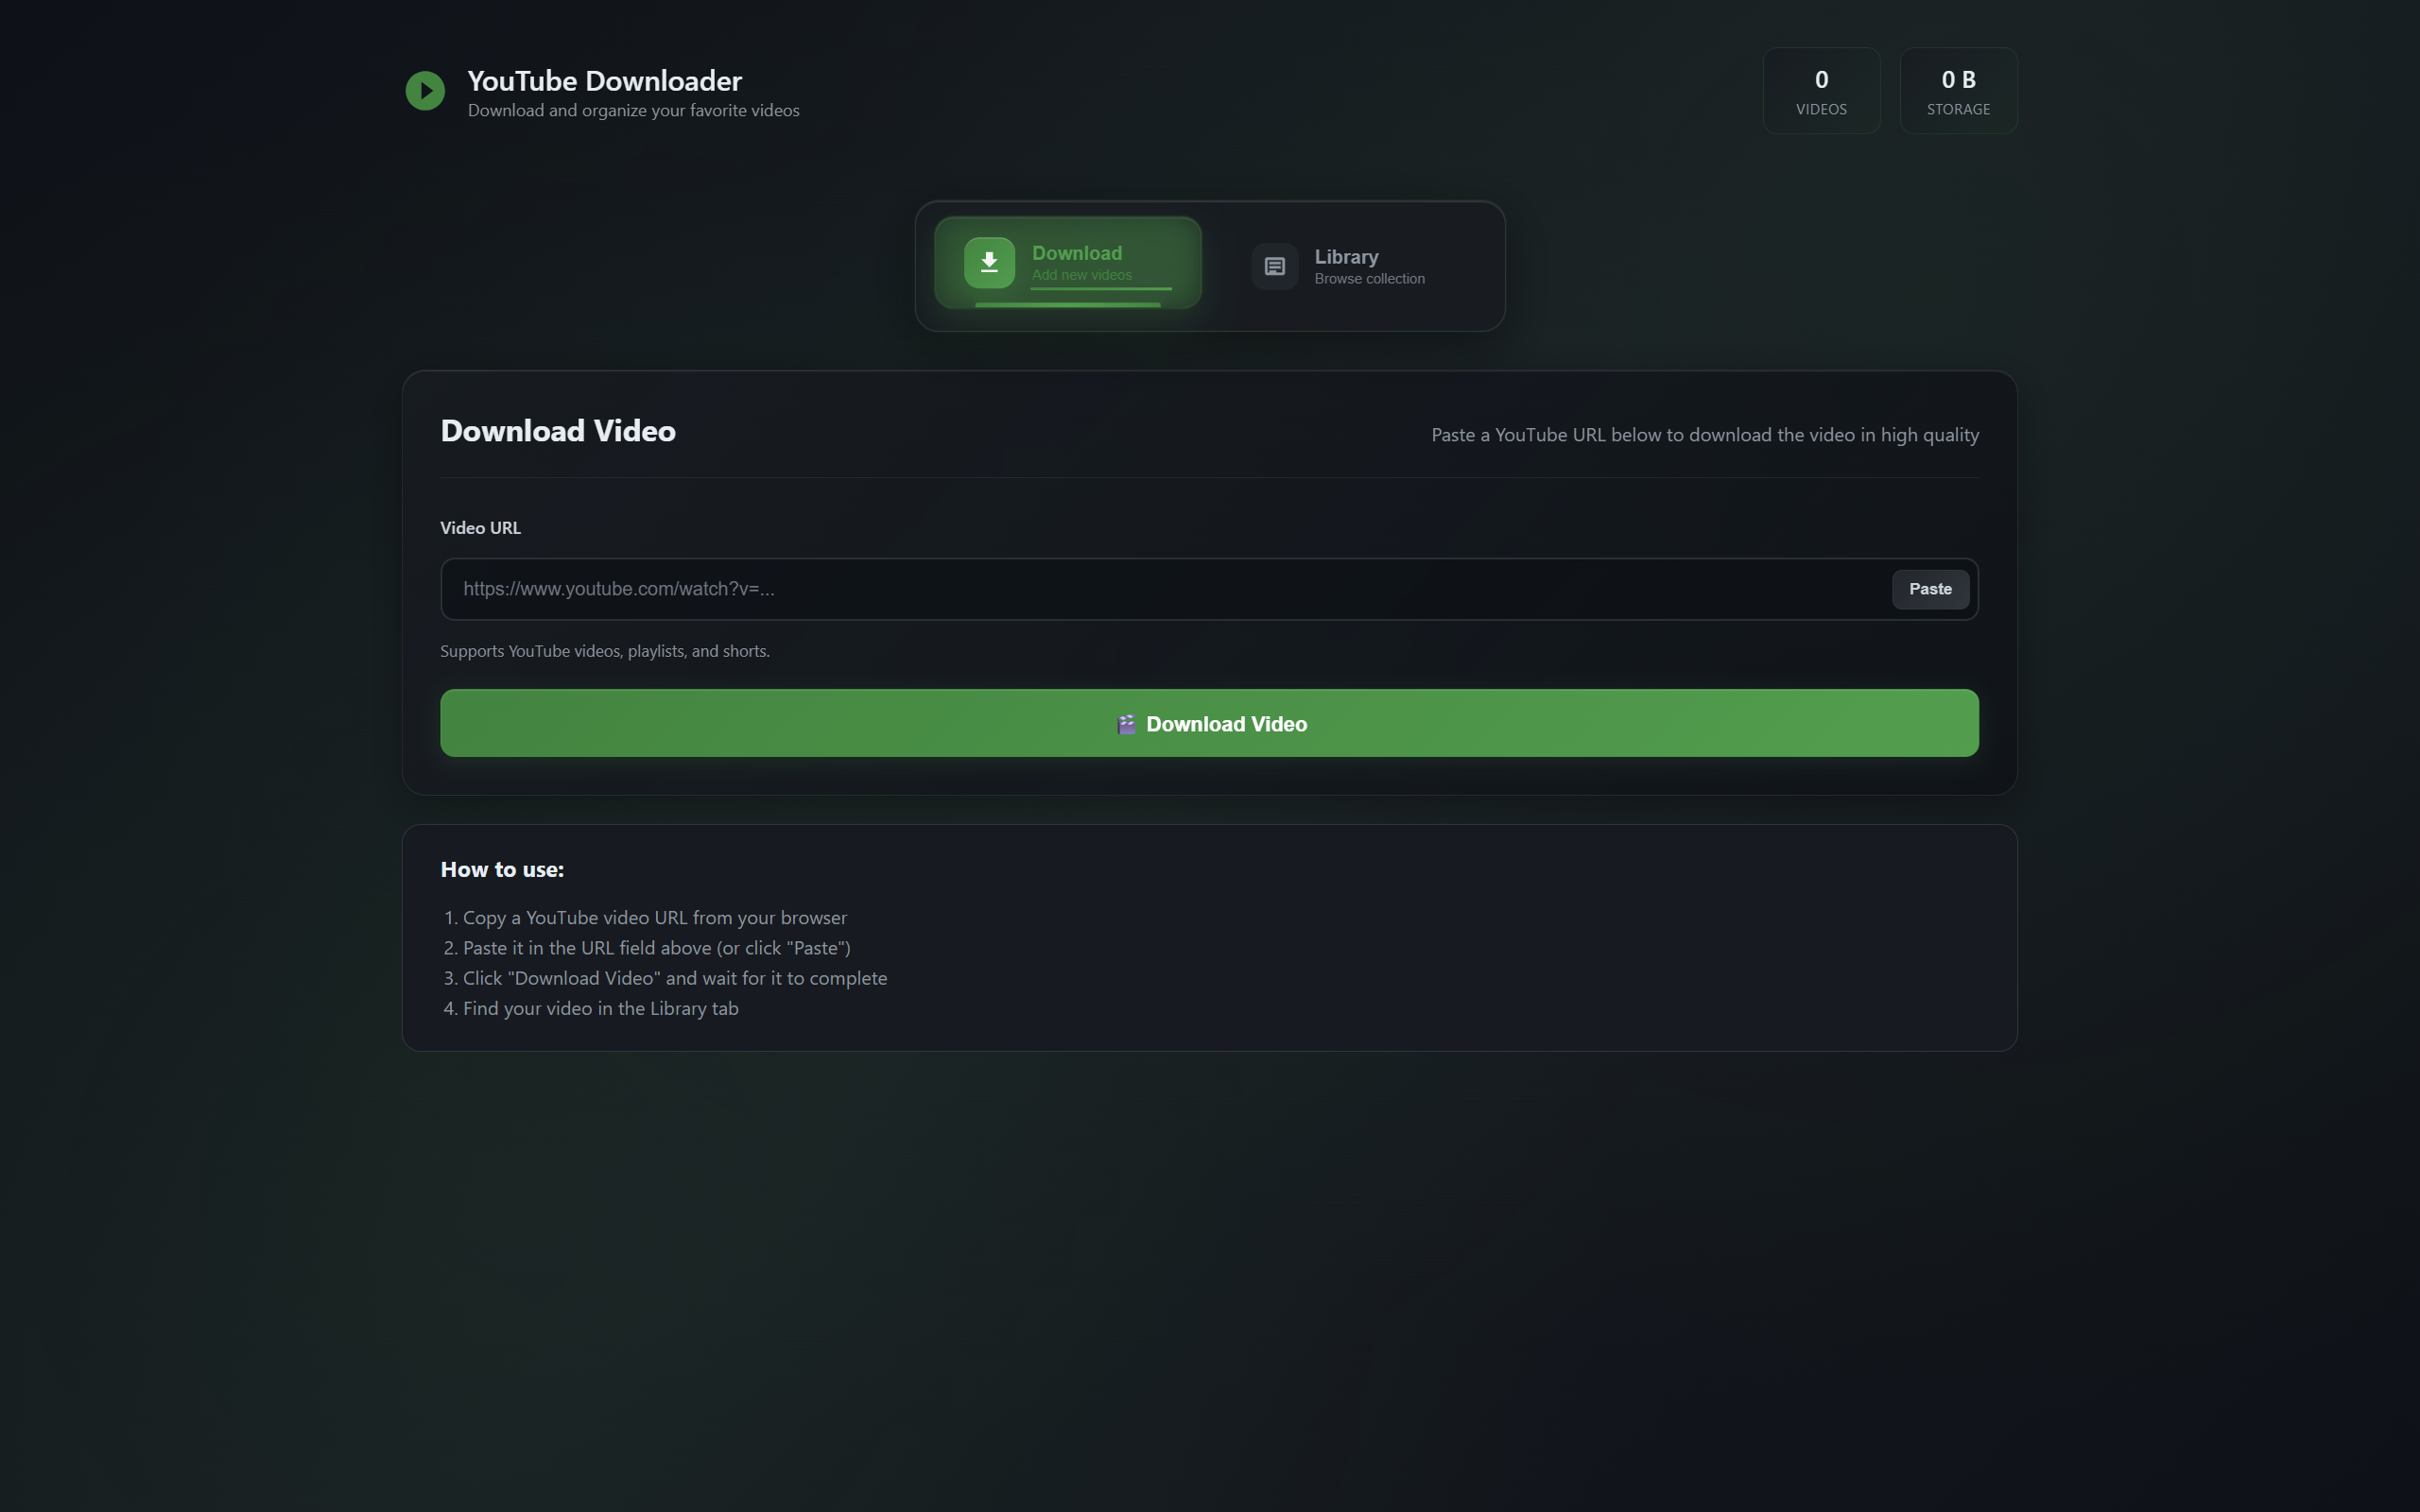 YouTube Downloader
Download and organize your favorite videos
0
VIDEOS
0 B
STORAGE
Download
Add new videos
Library
Browse collection
Download Video
Paste a YouTube URL below to download the video in high quality
Video URL
https://www.youtube.com/watch?v=...
Paste
Supports YouTube videos, playlists, and shorts.
Download Video
How to use:
1. Copy a YouTube video URL from your browser
2. Paste it in the URL field above (or click "Paste")
3. Click "Download Video" and wait for it to complete
4. Find your video in the Library tab